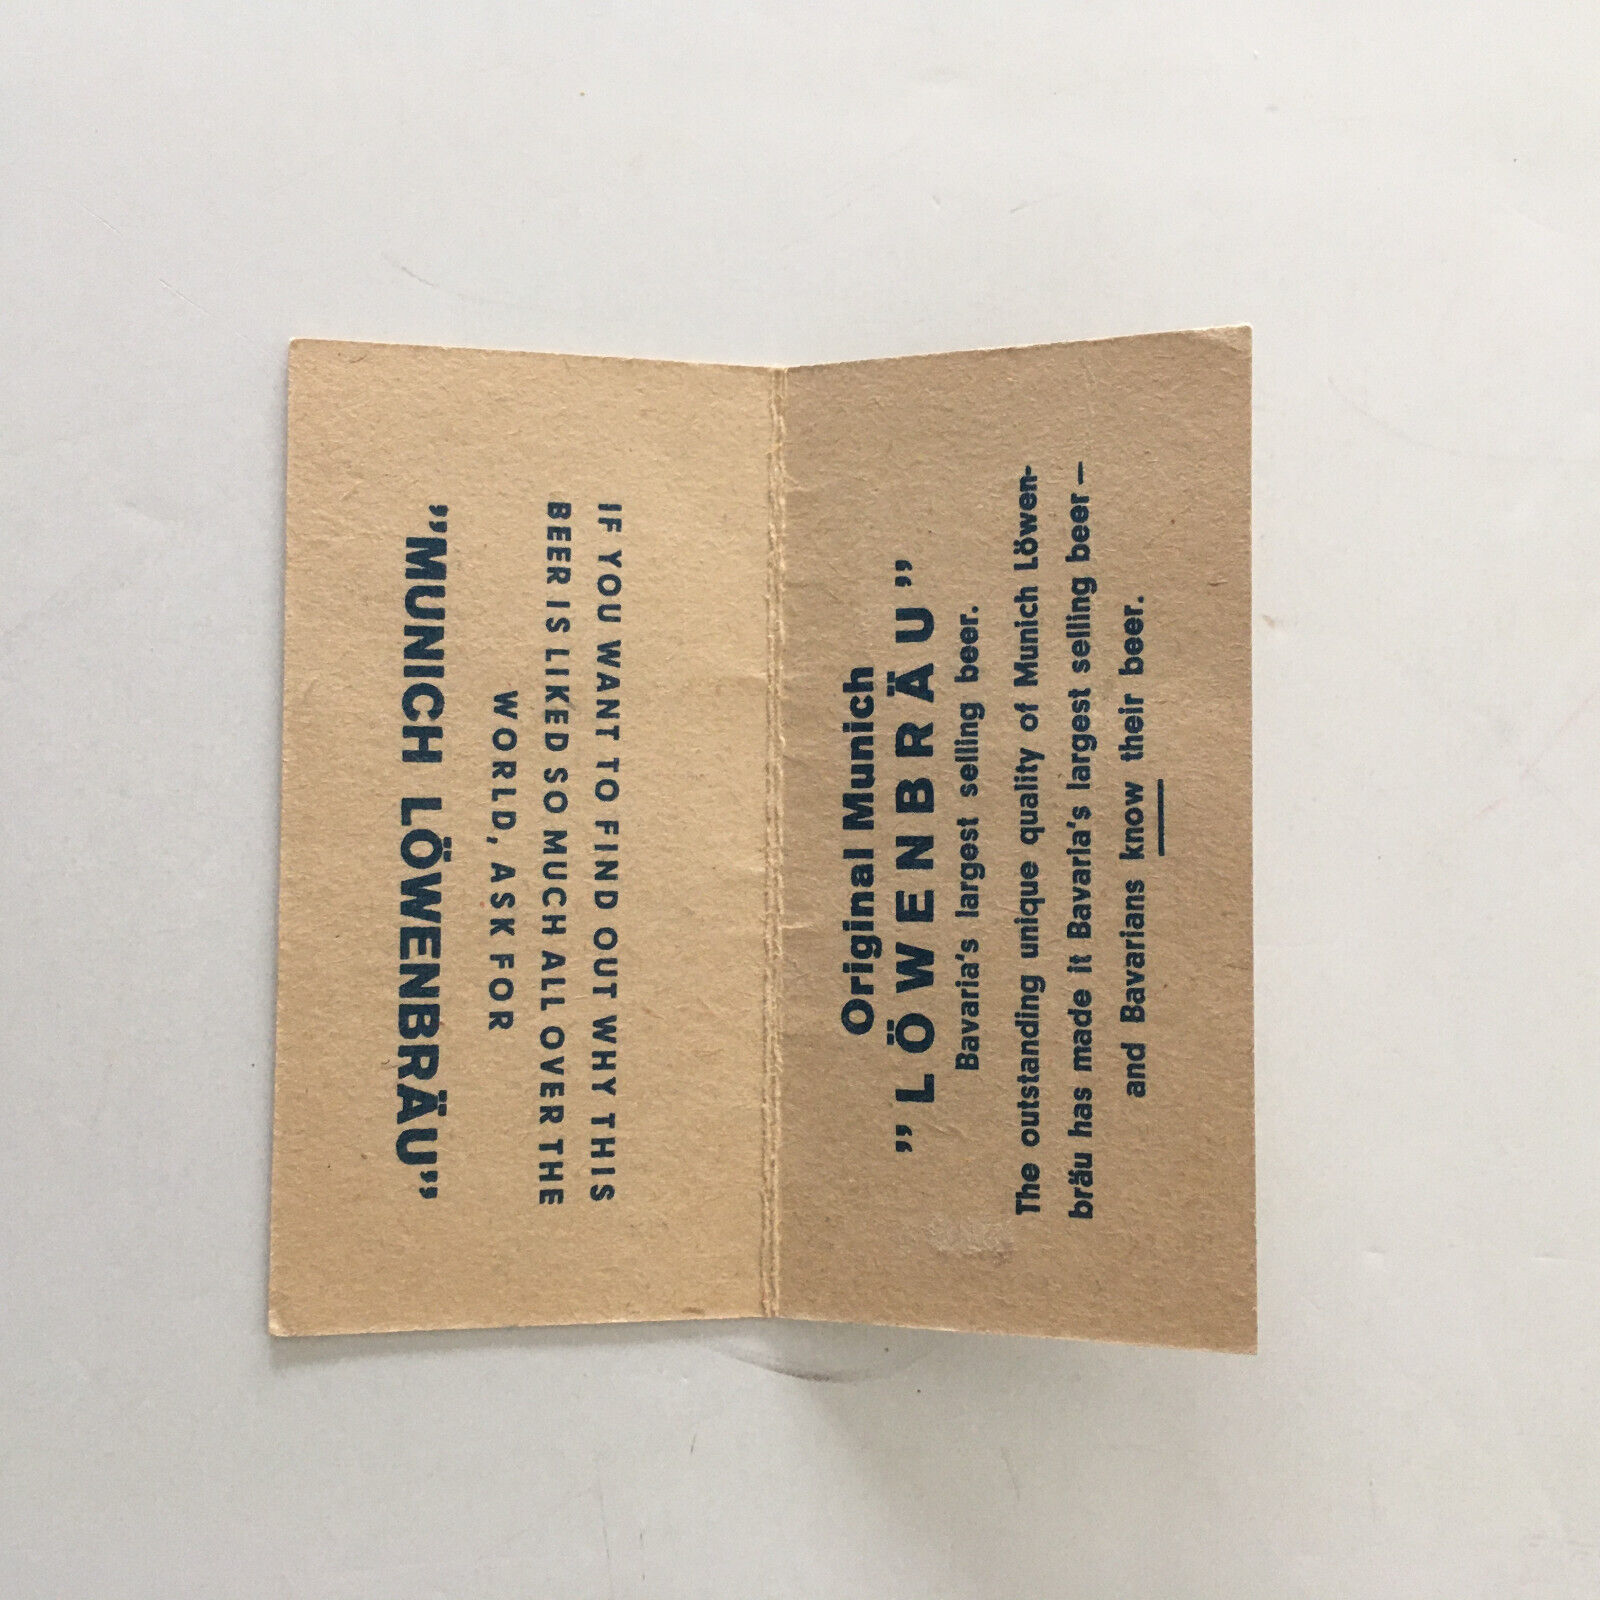 IF YOU WANT TO FIND OUT WHY THIS
BEER IS LIKED SO MUCH ALL OVER THE
WORLD, ASK FOR
"MUNICH LÖWENBRÄU"
Original Munich
"LÖWENBRÄU"
Bavaria's largest selling beer.
The outstanding unique quality of Munich Löwen-
bräu has made it Bavaria's largest selling beer—
and Bavarians know their beer.